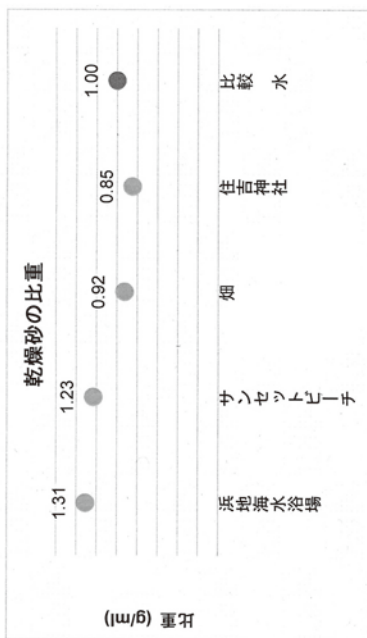 乾燥砂の比重
比重 (g/ml)
1.31
1.23
0.92
0.85
1.00
浜地海水浴場
サンセットビーチ
畑
住吉神社
比較 水